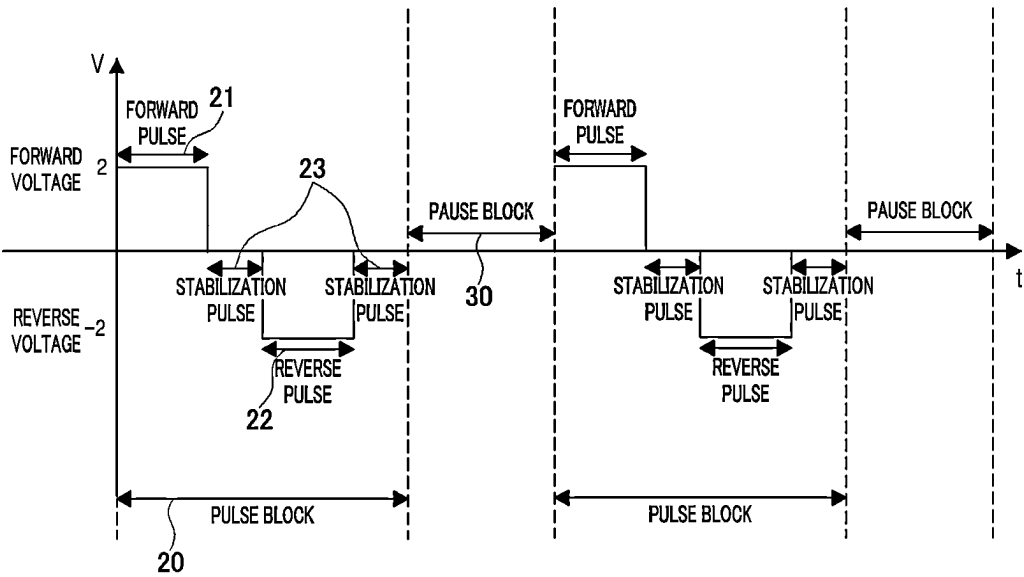 V
FORWARD
PULSE
21
FORWARD
VOLTAGE
2
23
PAUSE BLOCK
30
FORWARD
PULSE
PAUSE BLOCK
t
STABILIZATION
PULSE
STABILIZATION
PULSE
STABILIZATION
PULSE
STABILIZATION
PULSE
REVERSE
VOLTAGE
-2
REVERSE
PULSE
22
REVERSE
PULSE
PULSE BLOCK
20
PULSE BLOCK